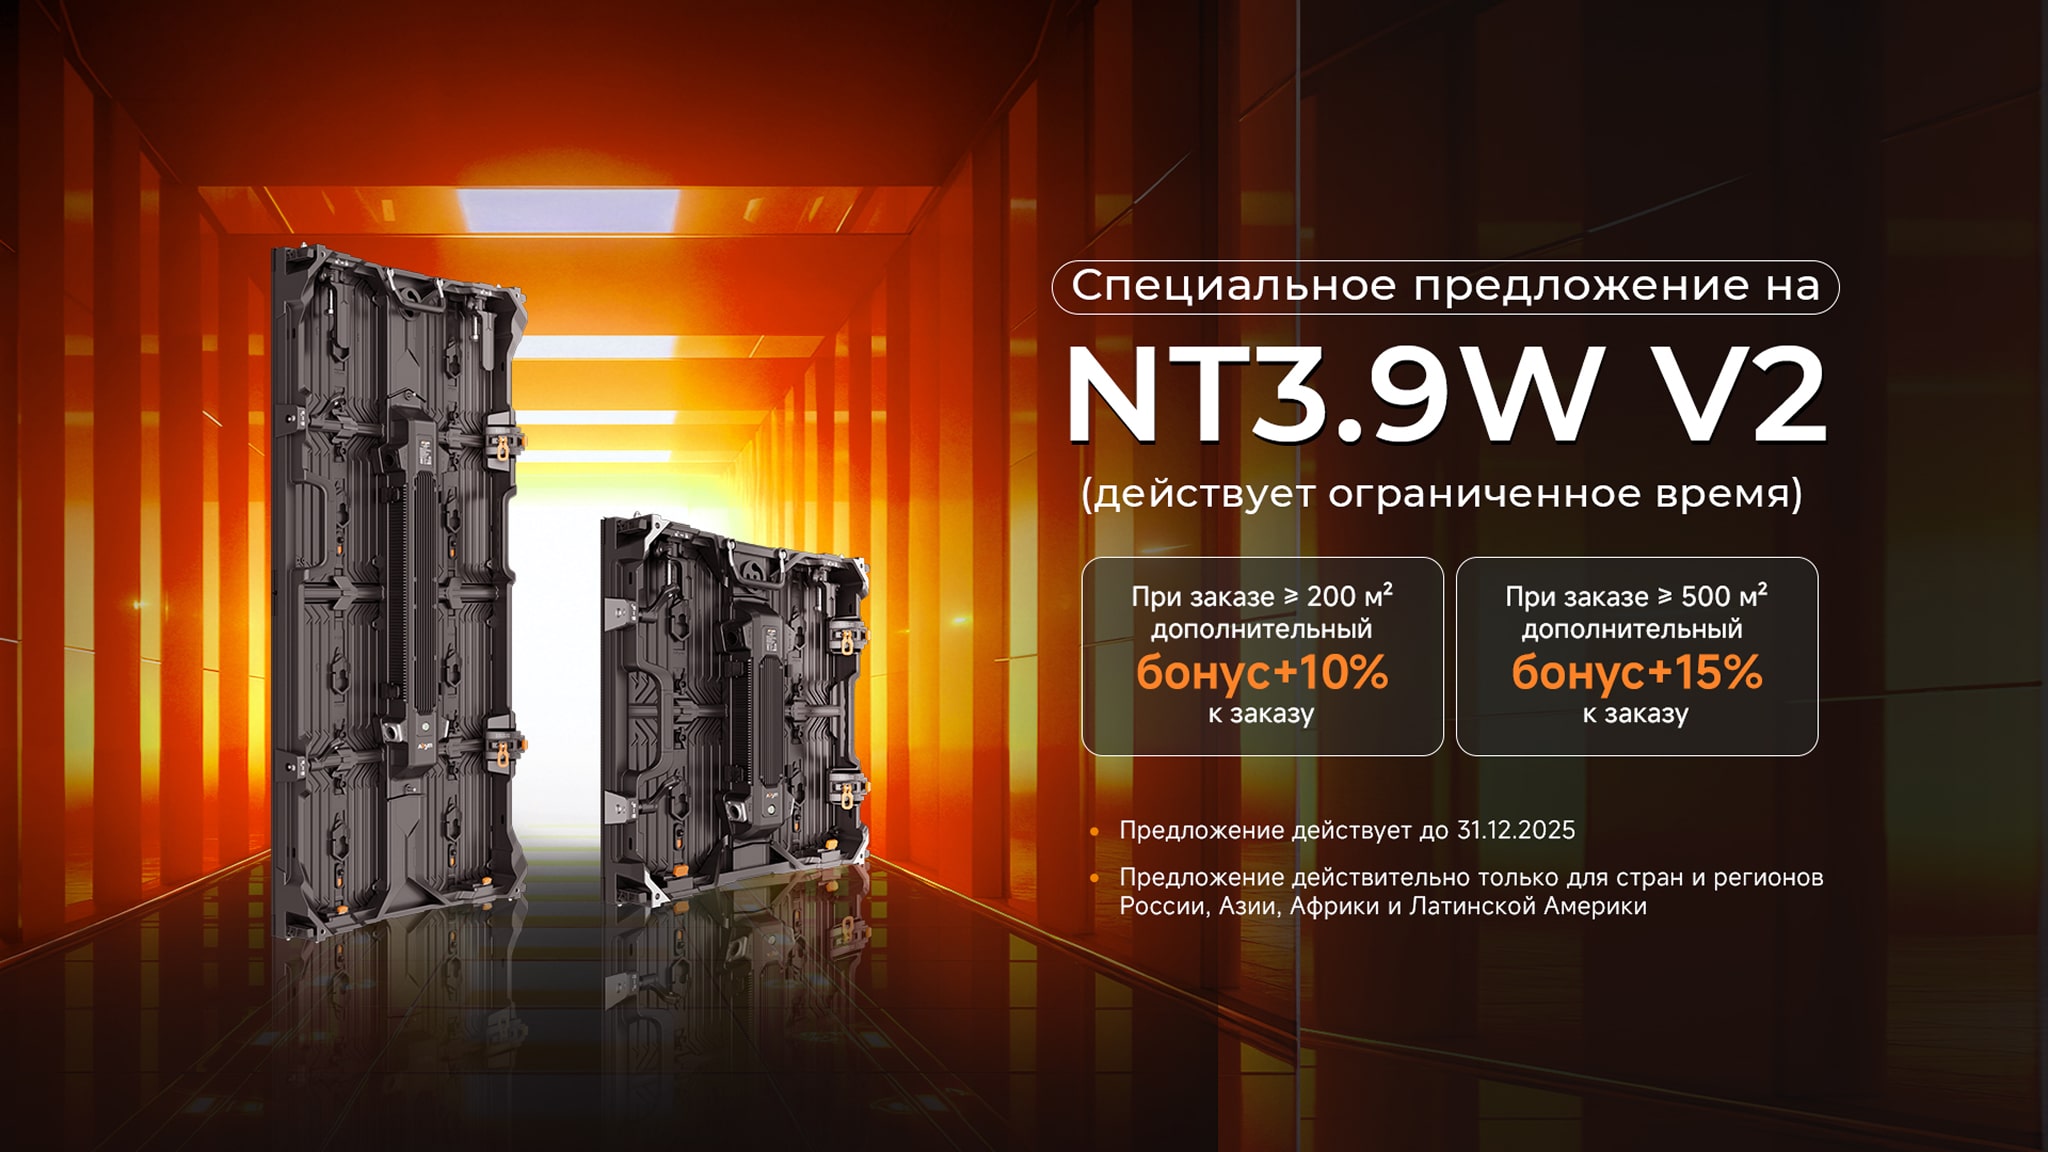 Специальное предложение на
NT3.9W V2
(действует ограниченное время)
При заказе ≥ 200 м²
дополнительный
бонус+10%
к заказу
При заказе ≥ 500 м²
дополнительный
бонус+15%
к заказу
Предложение действует до 31.12.2025
Предложение действительно только для стран и регионов
России, Азии, Африки и Латинской Америки